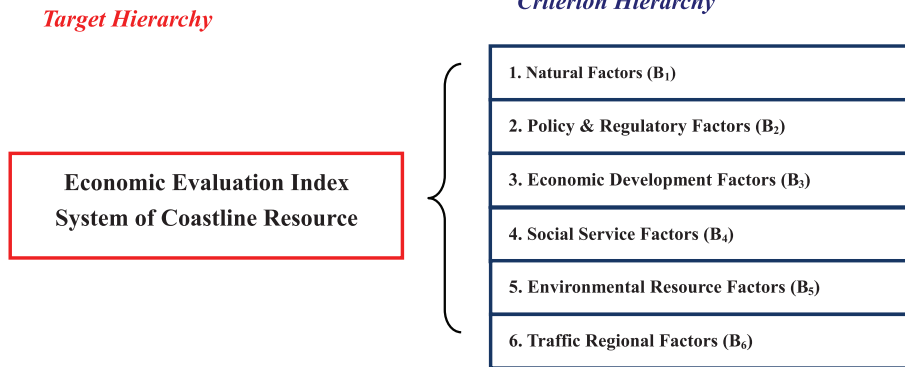 Criterion Hierarchy
Target Hierarchy
1. Natural Factors (B₁)
2. Policy & Regulatory Factors (B₂)
Economic Evaluation Index
System of Coastline Resource
3. Economic Development Factors (B₃)
4. Social Service Factors (B₄)
5. Environmental Resource Factors (B₅)
6. Traffic Regional Factors (B₆)